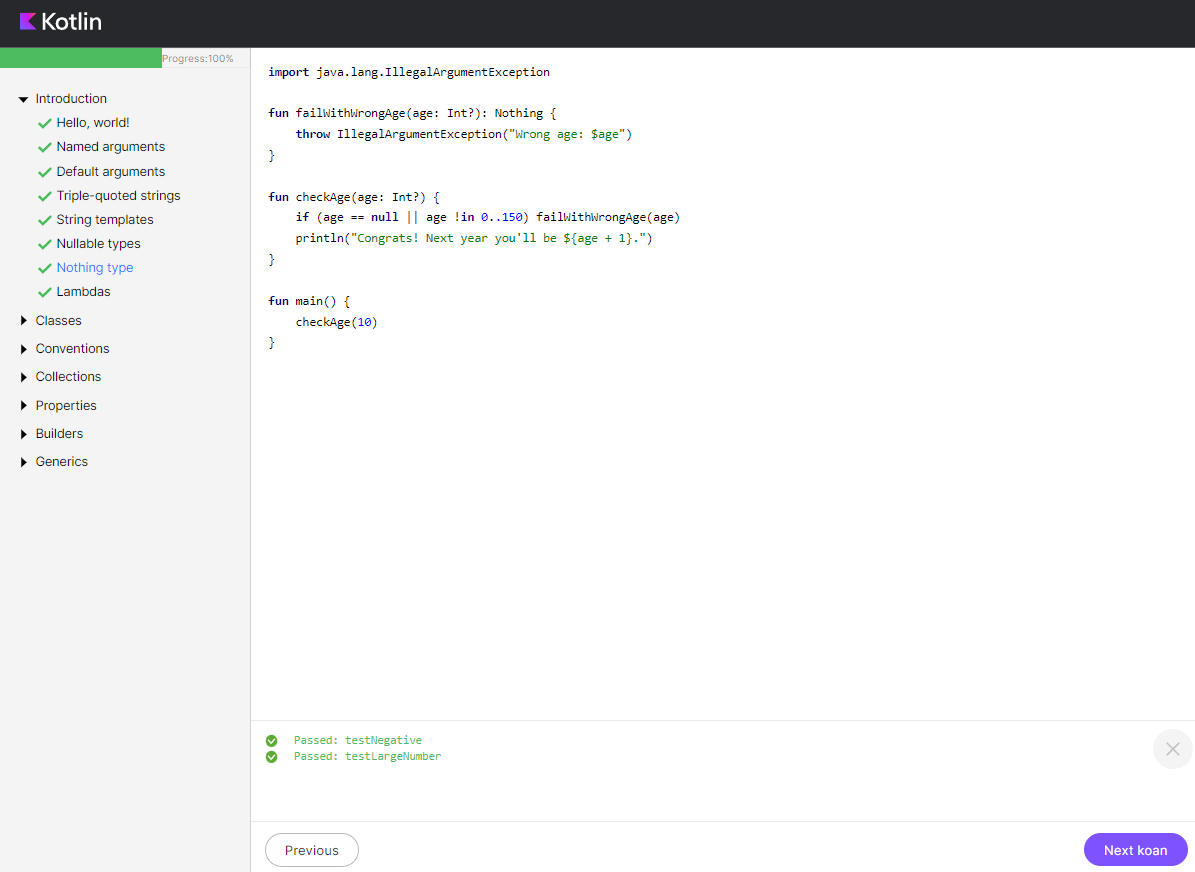 Kotlin
Progress:100%
Introduction
Hello, world!
Named arguments
Default arguments
Triple-quoted strings
String templates
Nullable types
Nothing type
Lambdas
Classes
Conventions
Collections
Properties
Builders
Generics
import java.lang.IllegalArgumentException
fun failWithWrongAge(age: Int?): Nothing {
    throw IllegalArgumentException("Wrong age: $age")
}
fun checkAge(age: Int?) {
    if (age == null || age !in 0..150) failWithWrongAge(age)
    println("Congrats! Next year you'll be ${age + 1}.")
}
fun main() {
    checkAge(10)
}
Passed: testNegative
Passed: testLargeNumber
Previous
Next koan